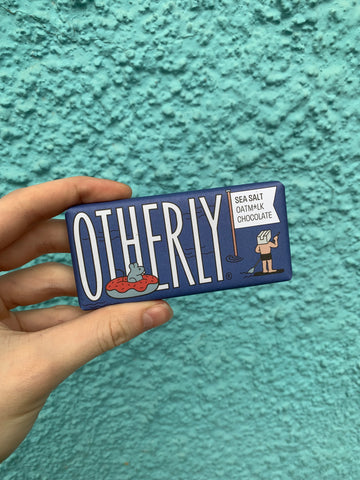 OTHERLY®
SEA SALT
OATM*LK
CHOCOLATE